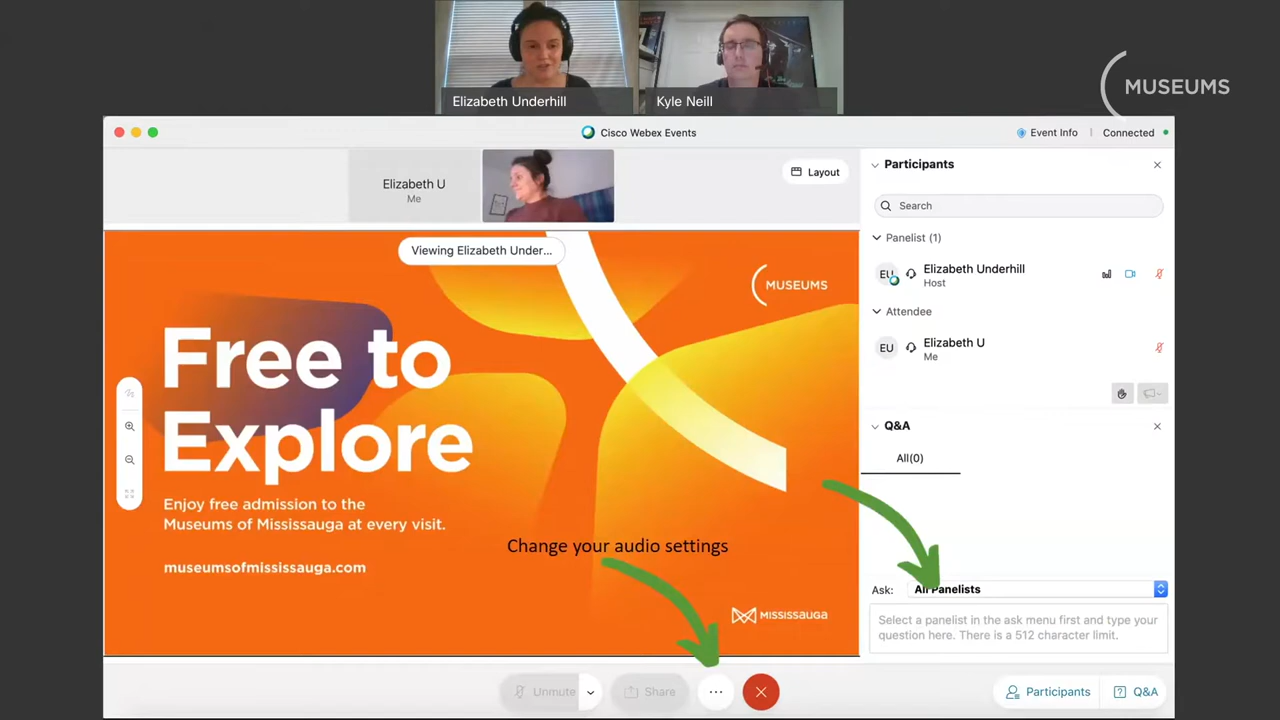 Elizabeth Underhill
Kyle Neill
MUSEUMS
Cisco Webex Events
Event Info
Connected
Elizabeth U
Me
Layout
Viewing Elizabeth Under...
MUSEUMS
Free to
Explore
Enjoy free admission to the
Museums of Mississauga at every visit.
museumsofmississauga.com
Change your audio settings
MISSISSAUGA
Participants
Search
Panelist (1)
EU
Elizabeth Underhill
Host
Attendee
EU
Elizabeth U
Me
Q&A
All(0)
Ask:
All Panelists
Select a panelist in the ask menu first and type your
question here. There is a 512 character limit.
Unmute
Share
Participants
Q&A